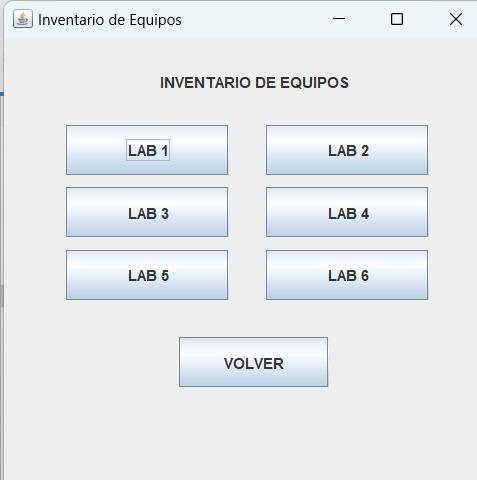 Inventario de Equipos
INVENTARIO DE EQUIPOS
LAB 1 LAB 2
LAB 3 LAB 4
LAB 5 LAB 6
VOLVER